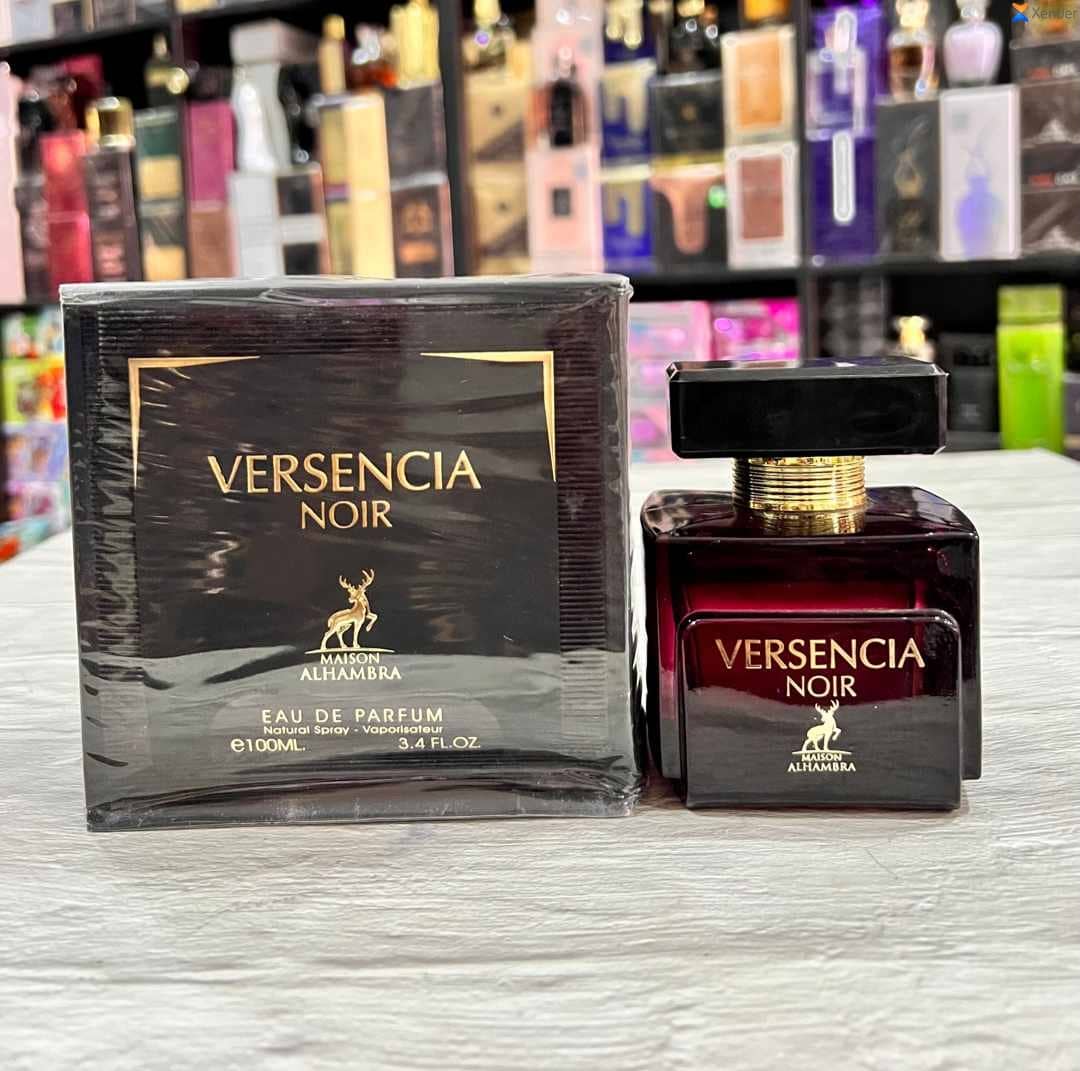 Xender
VERSENCIA
NOIR
MAISON
ALHAMBRA
EAU DE PARFUM
Natural Spray - Vaporisateur
e100ML. 3.4 FL.OZ.
VERSENCIA
NOIR
MAISON
ALHAMBRA